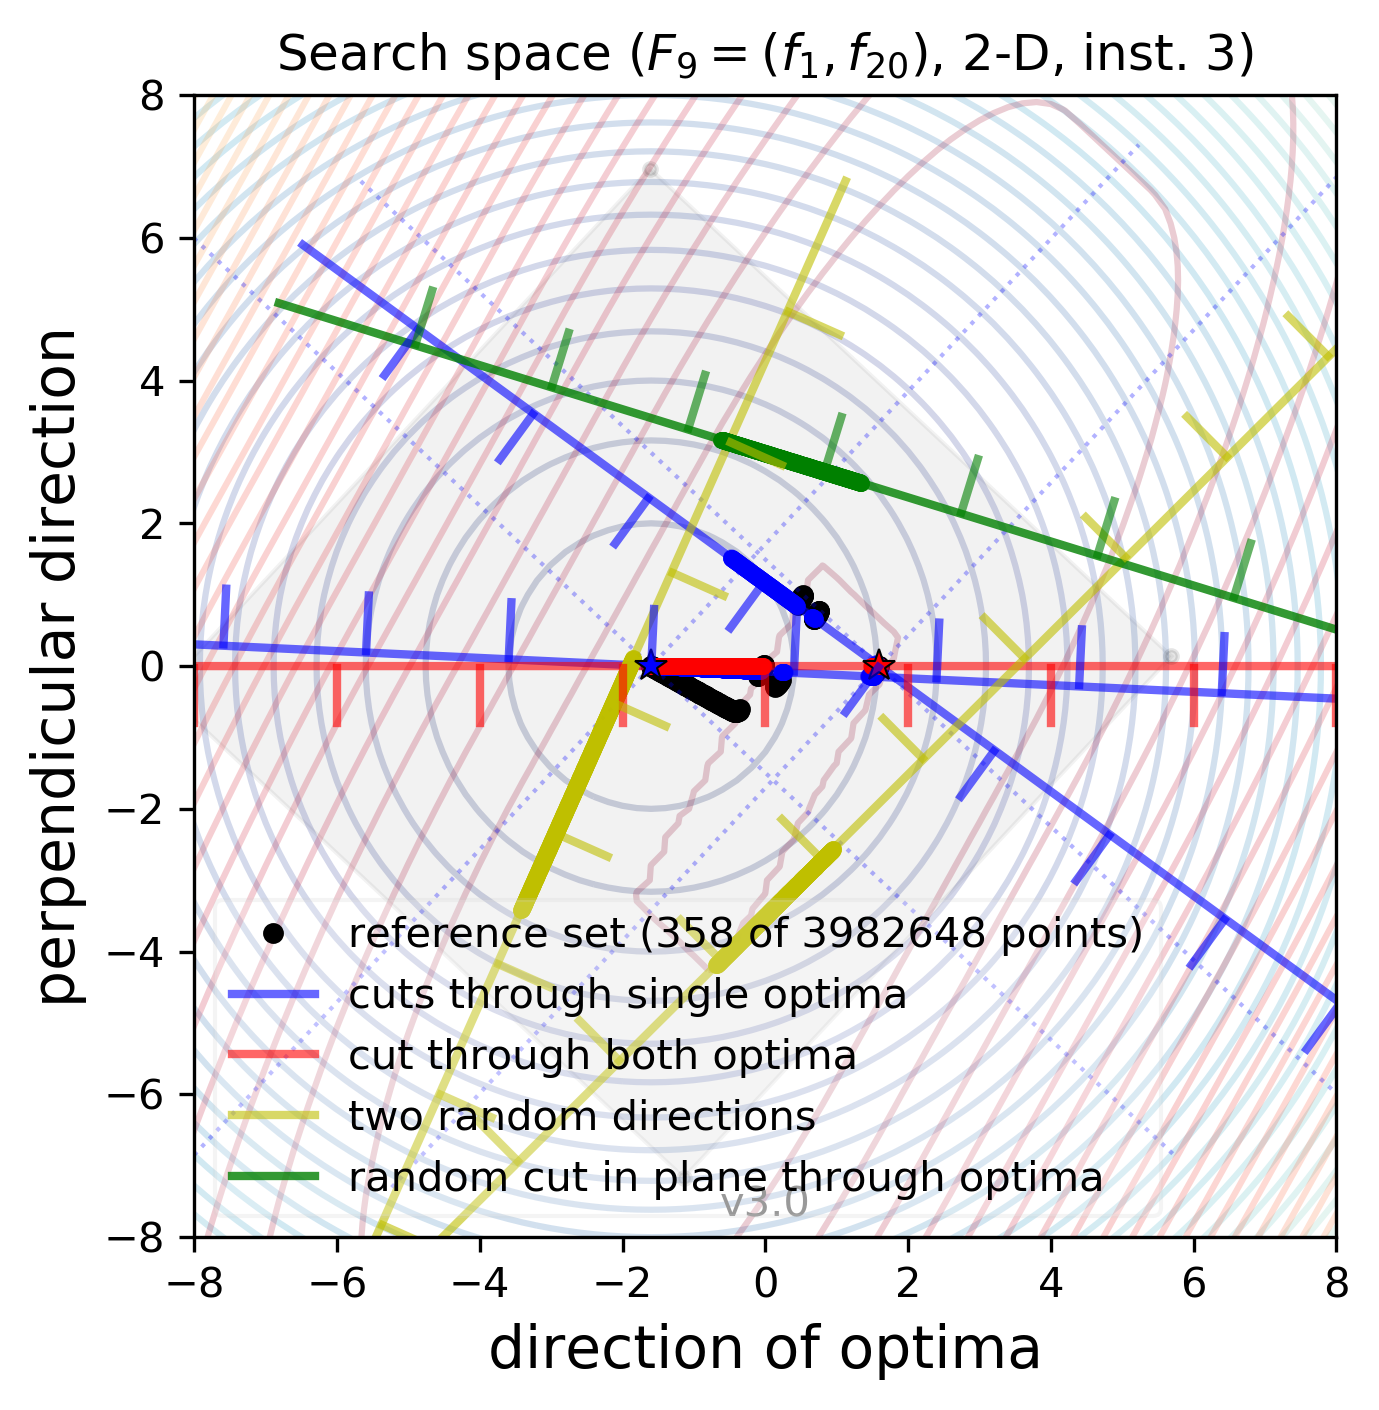 Search space (F₉ = (f₁, f₂₀), 2-D, inst. 3)
8
6
4
2
0
−2
−4
−6
−8
perpendicular direction
reference set (358 of 3982648 points)
cuts through single optima
cut through both optima
two random directions
random cut in plane through optima
v3.0
−8 −6 −4 −2 0 2 4 6 8
direction of optima